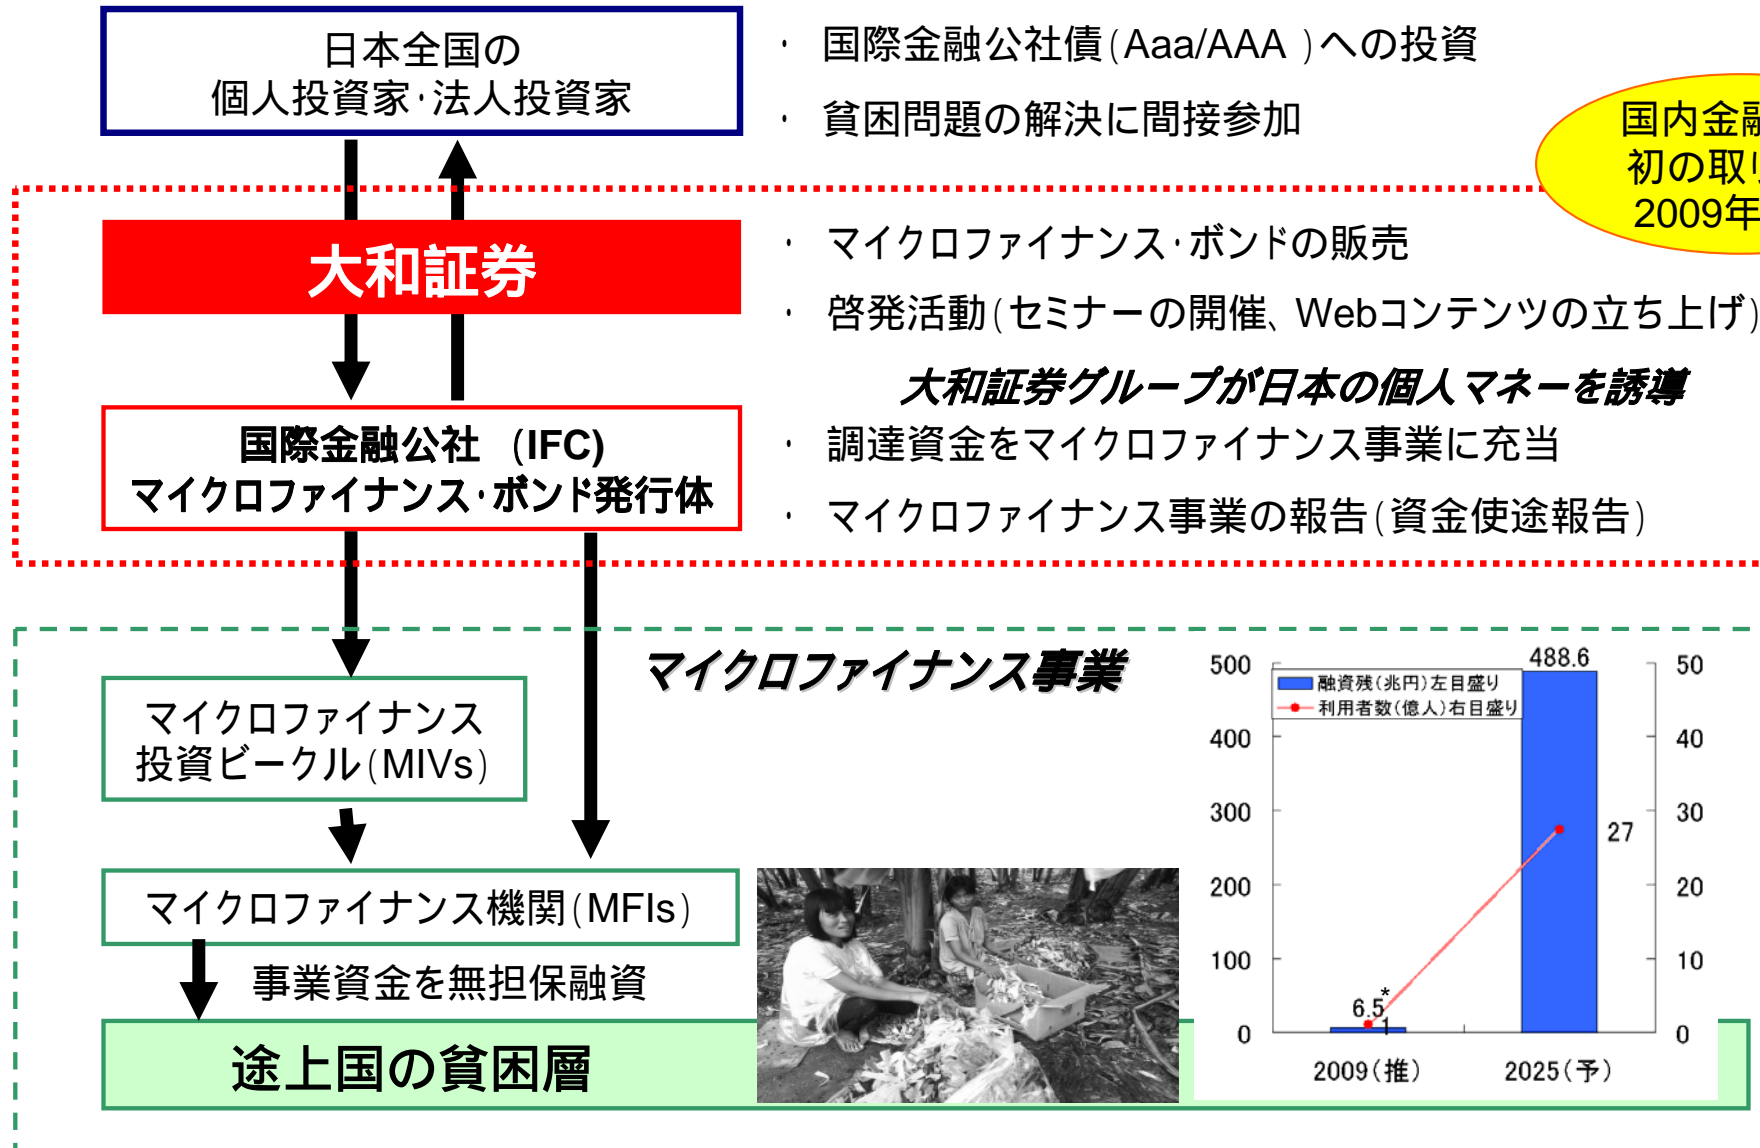 日本全国の
個人投資家・法人投資家
・ 国際金融公社債(Aaa/AAA )への投資
・ 貧困問題の解決に間接参加
国内金
初の取
2009年
大和証券
・ マイクロファイナンス・ボンドの販売
・ 啓発活動(セミナーの開催、Webコンテンツの立ち上げ)
大和証券グループが日本の個人マネーを誘導
国際金融公社 (IFC)
マイクロファイナンス・ボンド発行体
・ 調達資金をマイクロファイナンス事業に充当
・ マイクロファイナンス事業の報告(資金使途報告)
マイクロファイナンス事業
マイクロファイナンス
投資ビークル(MIVs)
マイクロファイナンス機関(MFIs)
事業資金を無担保融資
途上国の貧困層
融資残(兆円)左目盛り
利用者数(億人)右目盛り
500
400
300
200
100
0
488.6
27
6.5
*
1
50
40
30
20
10
0
2009(推)
2025(予)